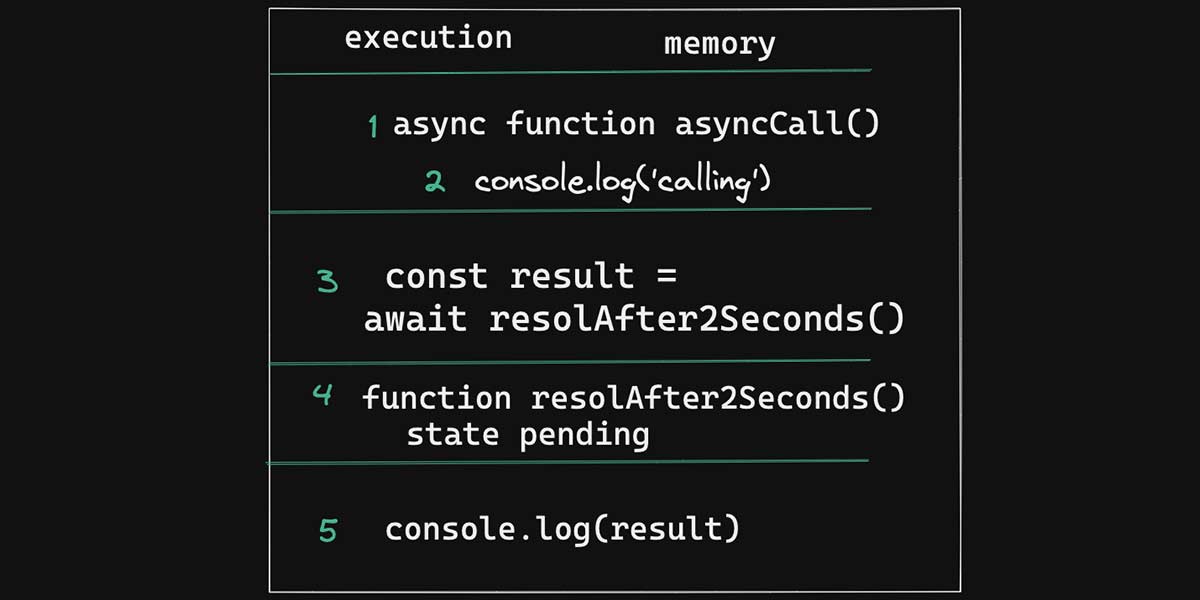 execution memory
1 async function asyncCall()
2 console.log('calling')
3 const result =
await resolAfter2Seconds()
4 function resolAfter2Seconds()
state pending
5 console.log(result)